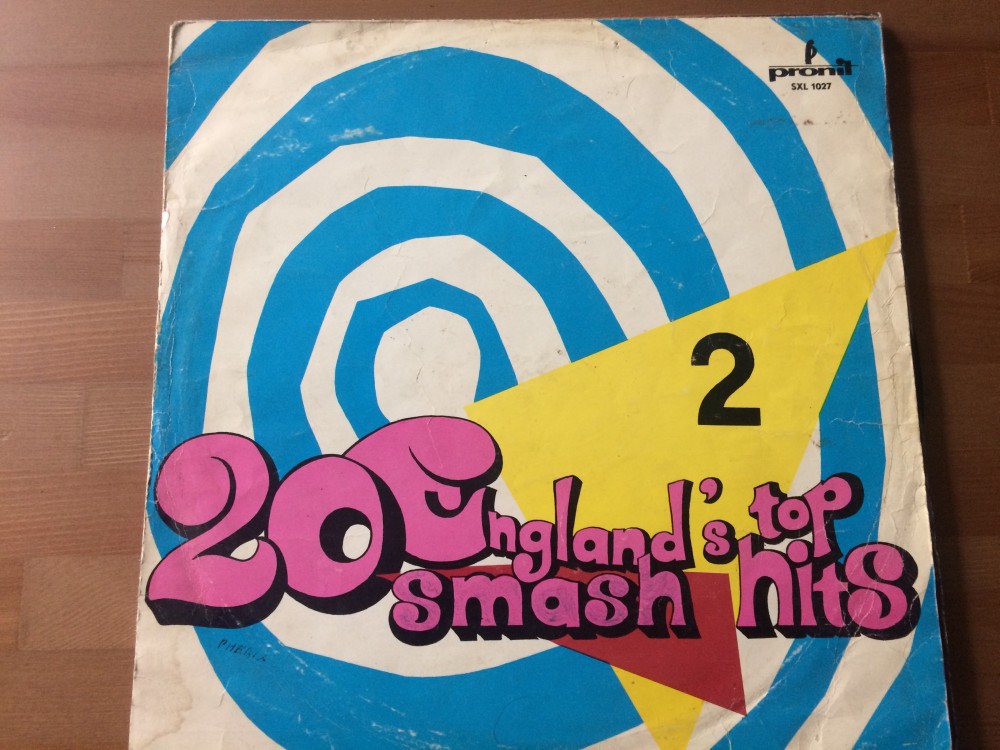 pronit
SXL 1027
2
20 England's top
smash hits